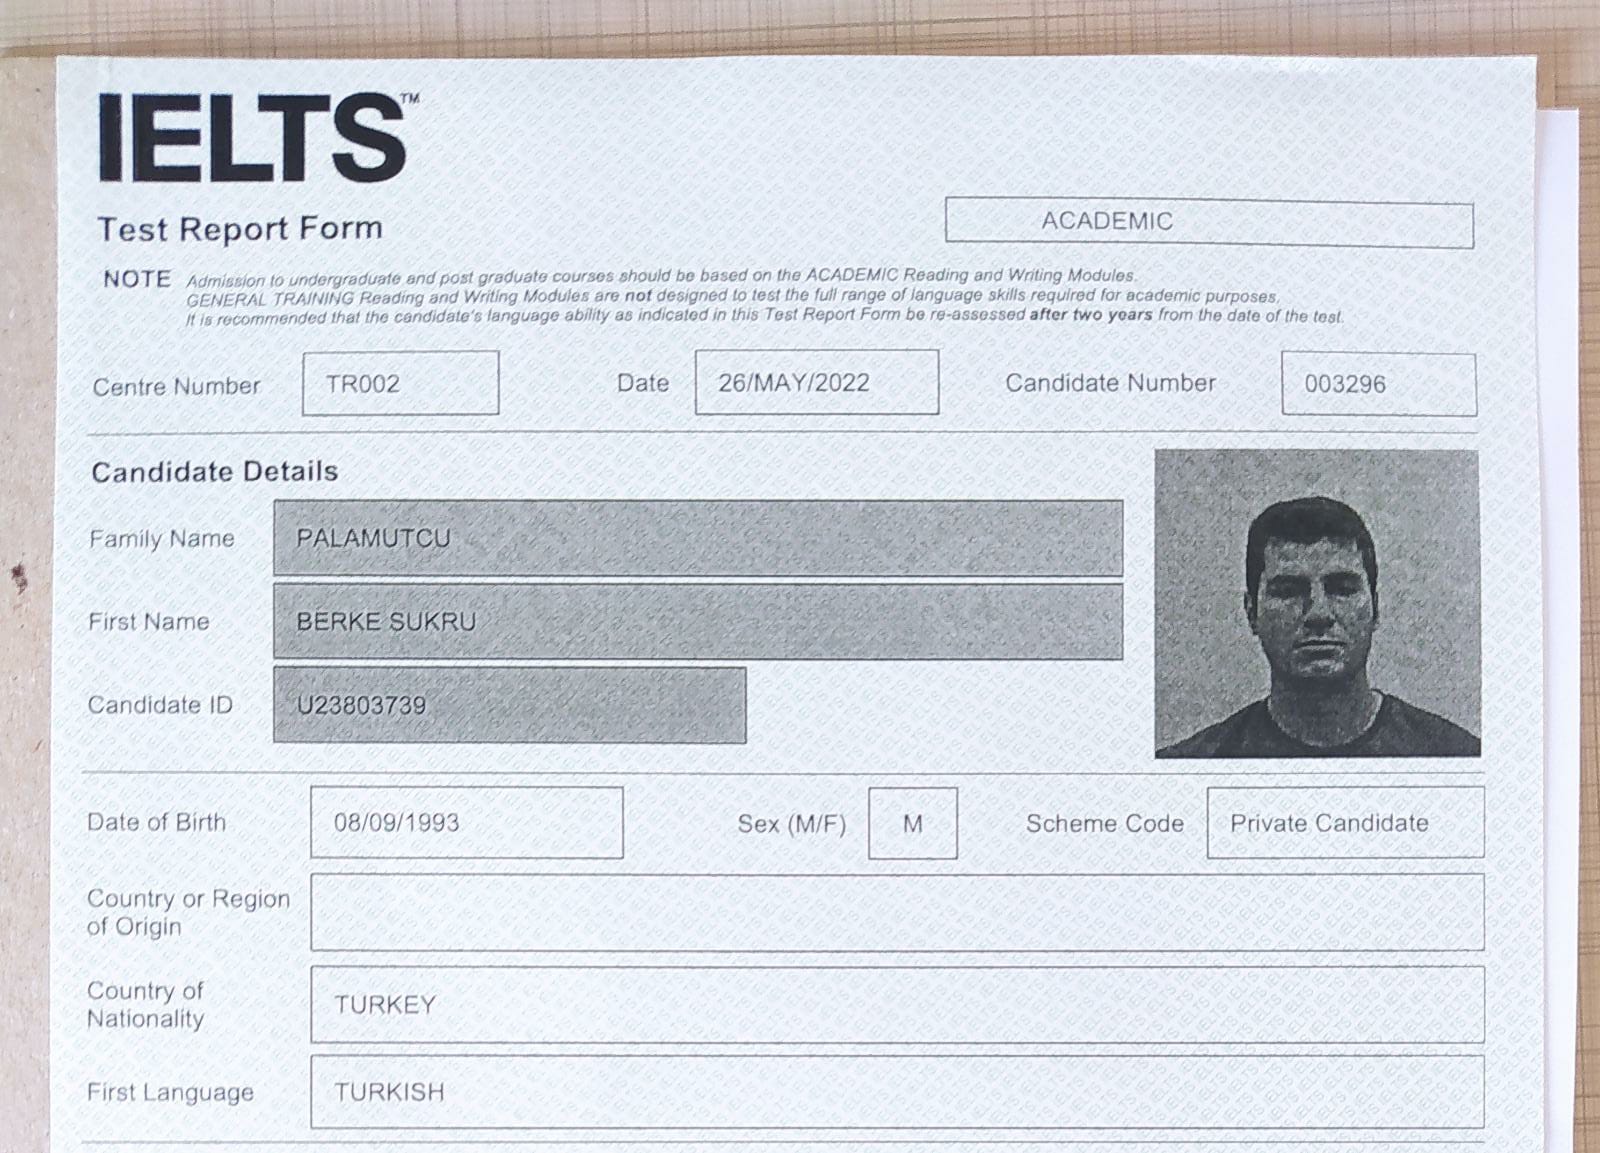 IELTS™
Test Report Form
ACADEMIC
NOTE Admission to undergraduate and post graduate courses should be based on the ACADEMIC Reading and Writing Modules.
GENERAL TRAINING Reading and Writing Modules are not designed to test the full range of language skills required for academic purposes.
It is recommended that the candidate's language ability as indicated in this Test Report Form be re-assessed after two years from the date of the test.
Centre Number TR002 Date 26/MAY/2022 Candidate Number 003296
Candidate Details
Family Name PALAMUTCU
First Name BERKE SUKRU
Candidate ID U23803739
Date of Birth 08/09/1993 Sex (M/F) M Scheme Code Private Candidate
Country or Region
of Origin
Country of
Nationality TURKEY
First Language TURKISH